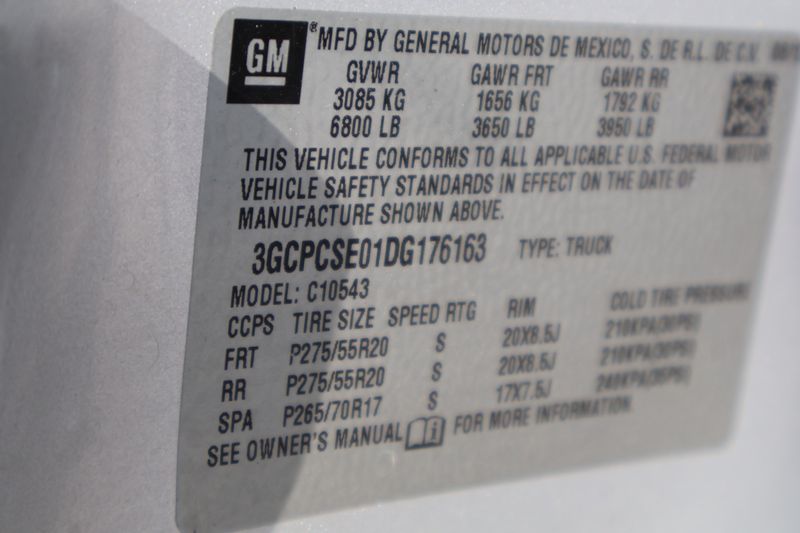 GM ® MFD BY GENERAL MOTORS DE MEXICO, S. DE R.L. DE C.V.
GVWR GAWR FRT GAWR RR
3085 KG 1656 KG 1792 KG
6800 LB 3650 LB 3950 LB
THIS VEHICLE CONFORMS TO ALL APPLICABLE U.S. FEDERAL MOTOR
VEHICLE SAFETY STANDARDS IN EFFECT ON THE DATE OF
MANUFACTURE SHOWN ABOVE.
3GCPCSE01DG176163 TYPE: TRUCK
MODEL: C10543
CCPS TIRE SIZE SPEED RTG RIM COLD TIRE PRESSURE
FRT P275/55R20 S 20X8.5J 210KPA(30PSI)
RR P275/55R20 S 20X8.5J 210KPA(30PSI)
SPA P265/70R17 S 17X7.5J 240KPA(35PSI)
SEE OWNER'S MANUAL FOR MORE INFORMATION.